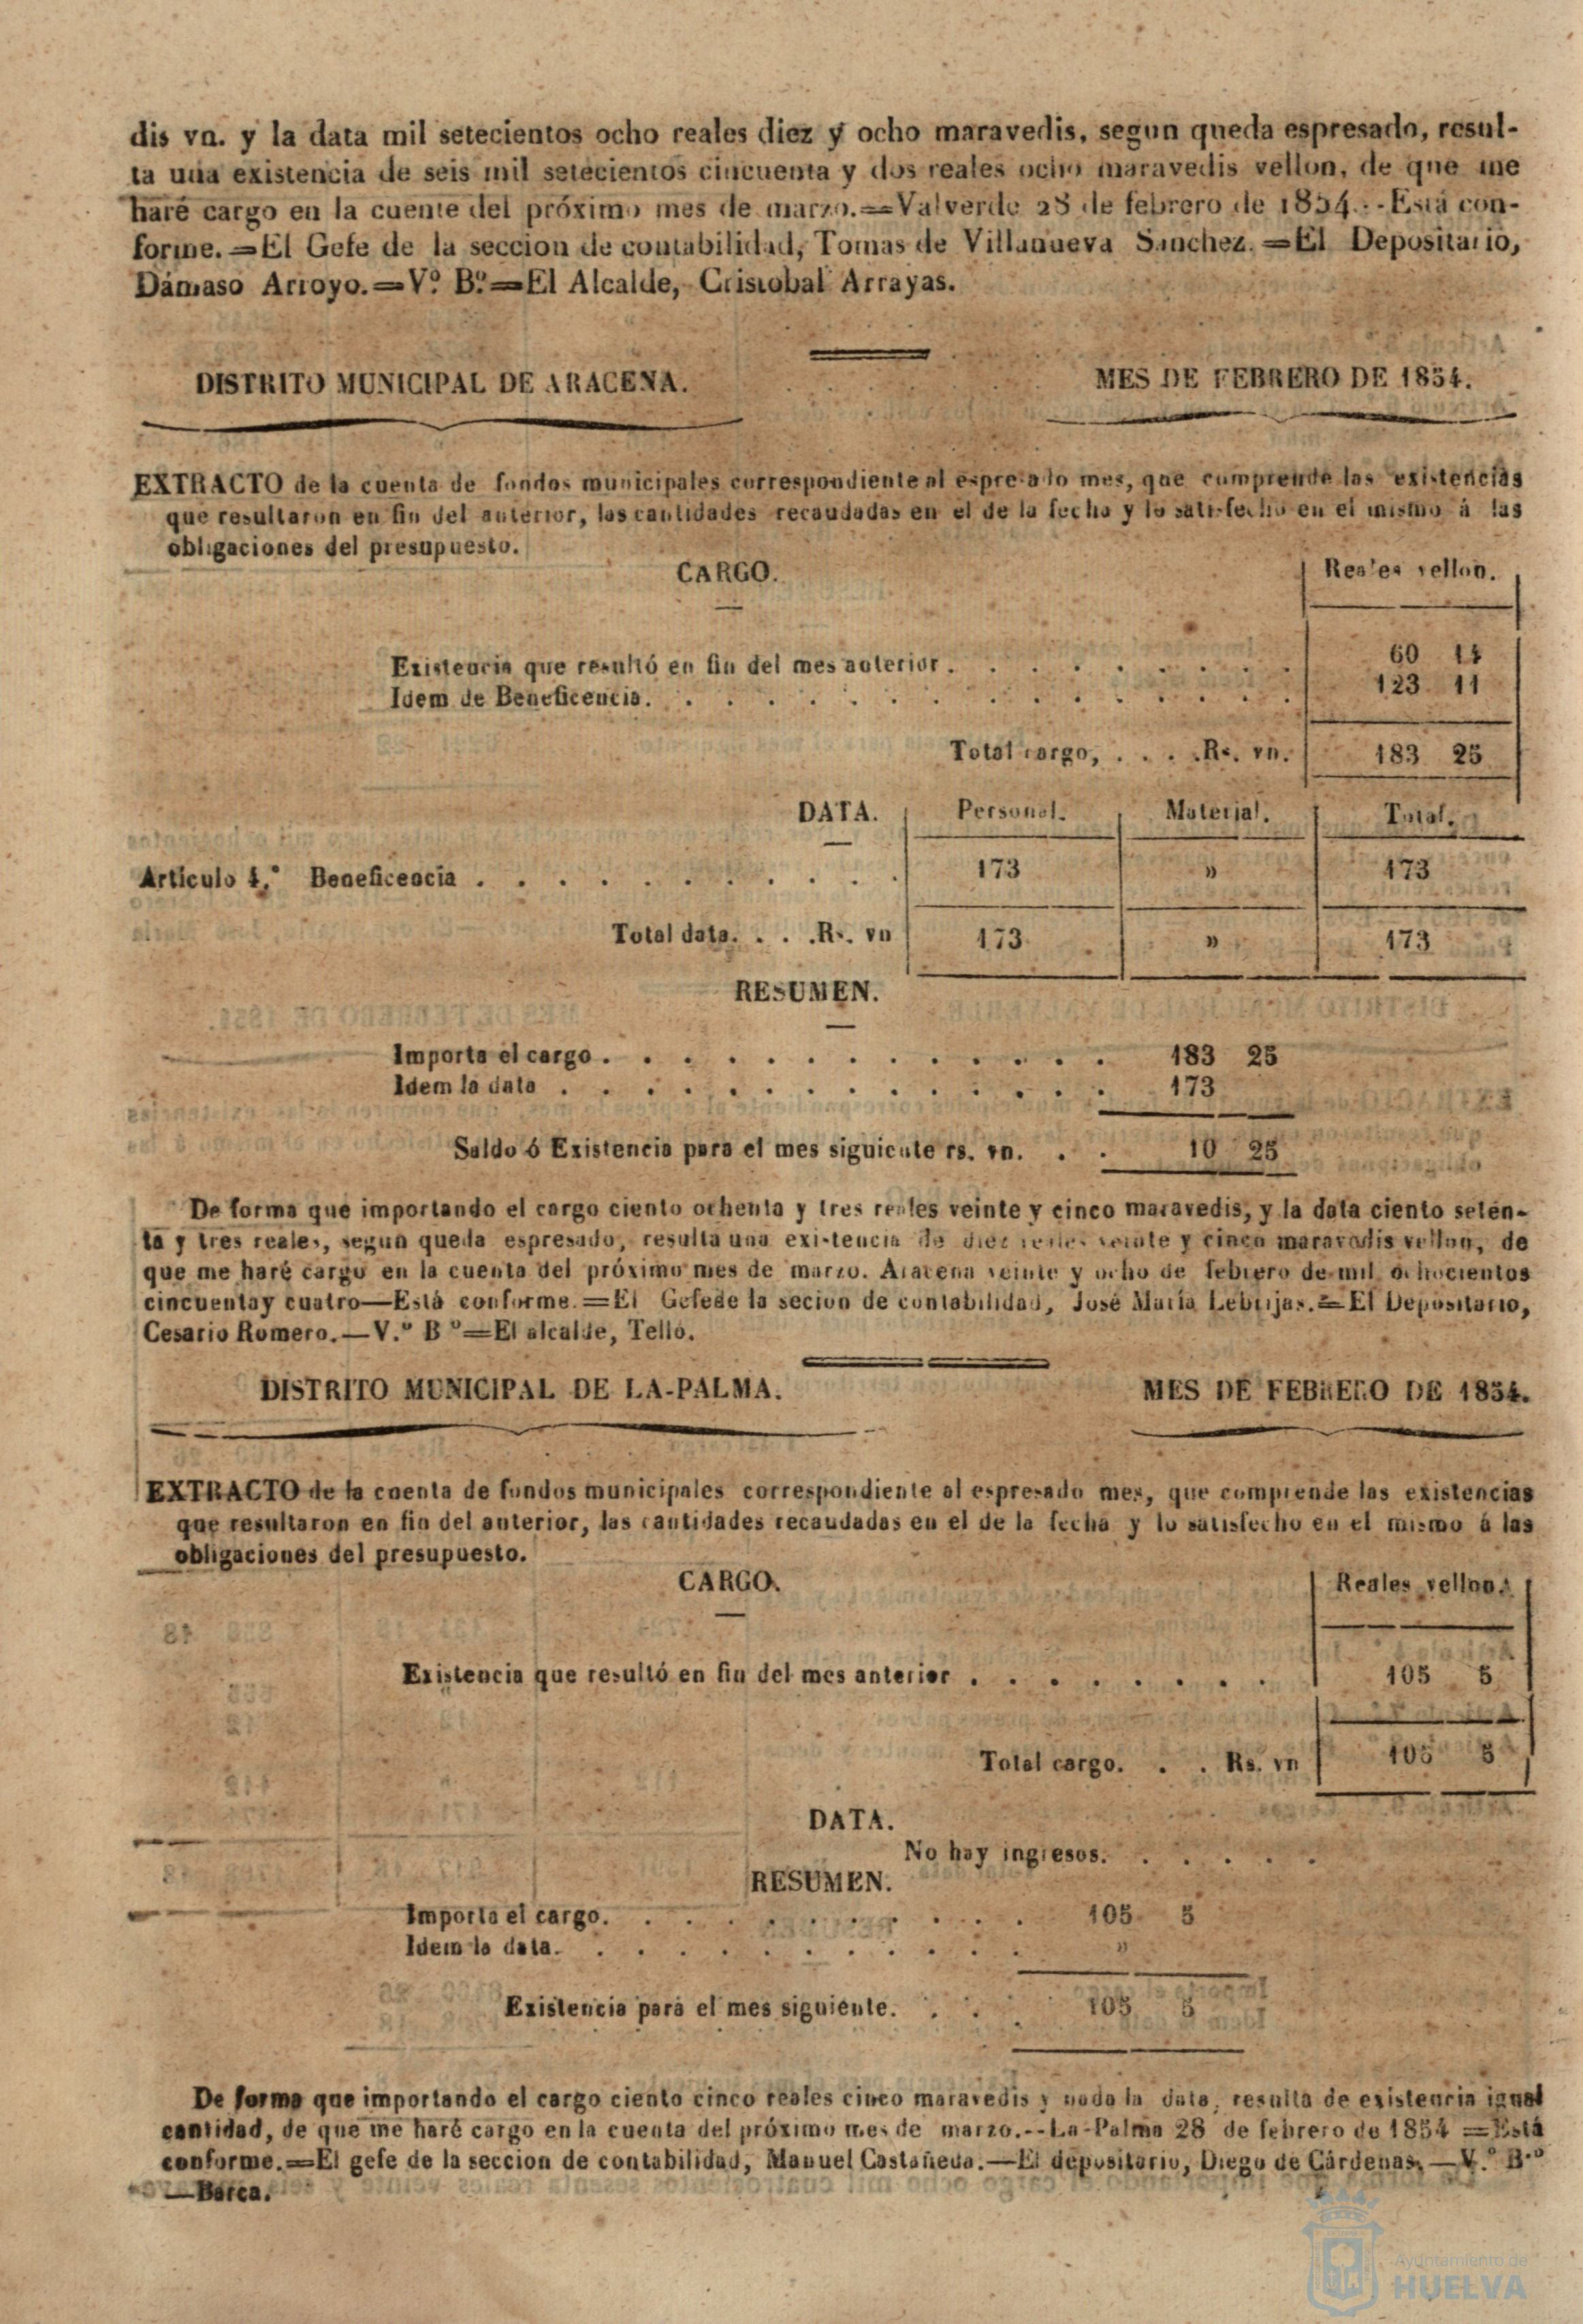 dis vn. y la data mil setecientos ocho reales diez y ocho maravedis, segun queda espresado, resul-
ta una existencia de seis mil setecientos cincuenta y dos reales ocho maravedis vellon, de que me
haré cargo en la cuente del próximo mes de marzo.=Valverde 28 de febrero de 1854.--Está con-
forme.=El Gefe de la seccion de contabilidad, Tomas de Villanueva Sanchez.=El Depositario,
Dámaso Arroyo.=V.º B.º=El Alcalde, Cristobal Arrayas.
DISTRITO MUNICIPAL DE ARACENA. MES DE FEBRERO DE 1854.
EXTRACTO de la cuenta de fondos municipales correspondiente al espresado mes, que cumprende las existencias
que resultaron en fin del anterior, las cantidades recaudadas en el de la fecha y lo satisfecho en el mismo á las
obligaciones del presupuesto.
CARGO. Reales vellon.
Existencia que resultó en fin del mes anterior. 60 14
Idem de Beneficencia. 123 11
Total cargo, . . . .Rs. vn. 183 25
DATA. Personal. Material. Total.
Articulo 4.º Beneficencia . 173 » 173
Total data. . . .Rs. vn 173 » 173
RESUMEN.
Importa el cargo . 183 25
Idem la data . 173
Saldo ó Existencia para el mes siguiente rs. vn. . . 10 25
De forma que importando el cargo ciento ochenta y tres reales veinte y cinco maravedis, y la data ciento seten-
ta y tres reales, segun queda espresado, resulta una existencia de diez reales veinte y cinco maravedis vellon, de
que me haré cargo en la cuenta del próximo mes de marzo. Aracena veinte y ocho de febrero de mil ochocientos
cincuentay cuatro—Está conforme.=El Gefede la secion de contabilidad, José Maria Lebrijas.=El Depositario,
Cesario Romero.—V.º B º=El alcalde, Tello.
DISTRITO MUNICIPAL DE LA-PALMA. MES DE FEBRERO DE 1854.
EXTRACTO de la cuenta de fondos municipales correspondiente al espresado mes, que comprende las existencias
que resultaron en fin del anterior, las cantidades recaudadas en el de la fecha y lo satisfecho en el mismo á las
obligaciones del presupuesto.
CARGO. Reales vellon.
Existencia que resultó en fin del mes anterior . 105 5
Total cargo. . . Rs. vn 105 5
DATA.
No hay ingresos.
RESUMEN.
Importa el cargo. 105 5
Idem la data. »
Existencia para el mes siguiente. 105 5
De forma que importando el cargo ciento cinco reales cinco maravedis y nada la data, resulta de existencia igual
cantidad, de que me haré cargo en la cuenta del próximo mes de marzo.--La-Palma 28 de febrero de 1854 =Está
conforme.=El gefe de la seccion de contabilidad, Manuel Castañeda.—El depositario, Diego de Cárdenas.—V.º B.º
—Barca.
Ayuntamiento de
HUELVA